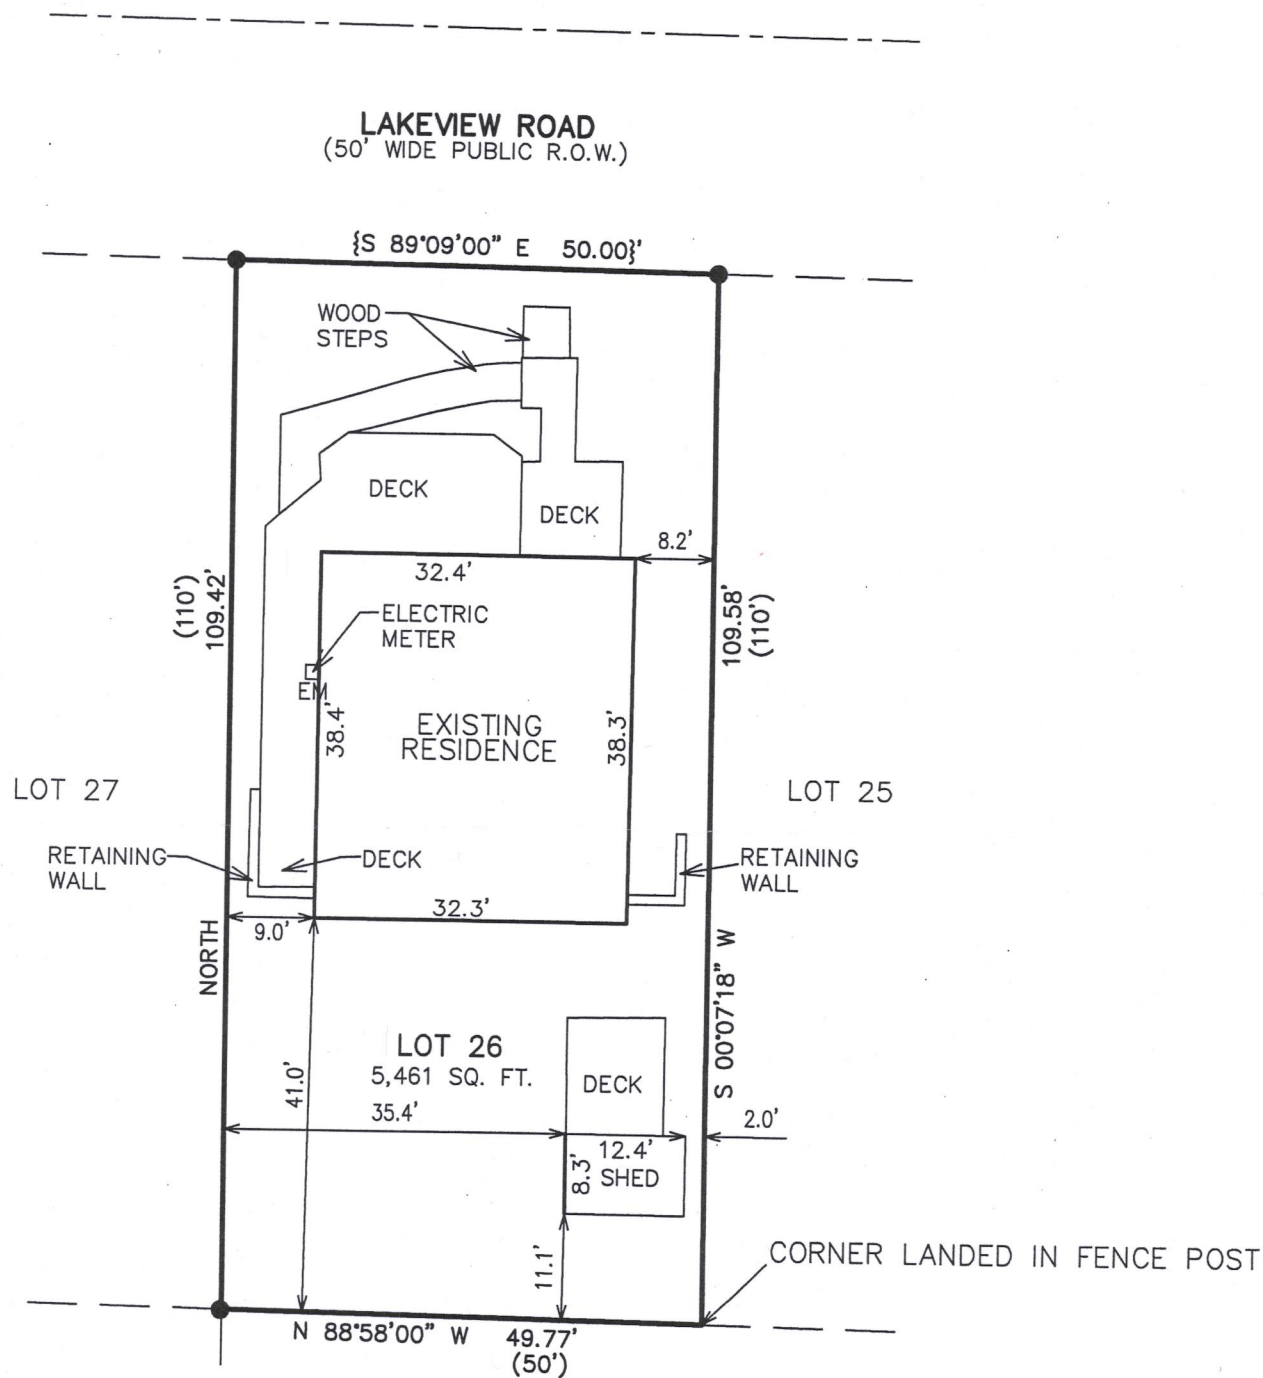 LAKEVIEW ROAD
(50' WIDE PUBLIC R.O.W.)
{S 89°09'00" E 50.00}'
WOOD
STEPS
DECK
DECK
8.2'
32.4'
(110')
109.42'
109.58'
(110')
ELECTRIC
METER
EM
38.4'
EXISTING
RESIDENCE
38.3'
LOT 27
LOT 25
RETAINING
WALL
DECK
RETAINING
WALL
32.3'
9.0'
NORTH
S 00°07'18" W
LOT 26
5,461 SQ. FT.
41.0'
DECK
35.4'
2.0'
12.4'
8.3'
SHED
11.1'
CORNER LANDED IN FENCE POST
N 88°58'00" W 49.77'
(50')